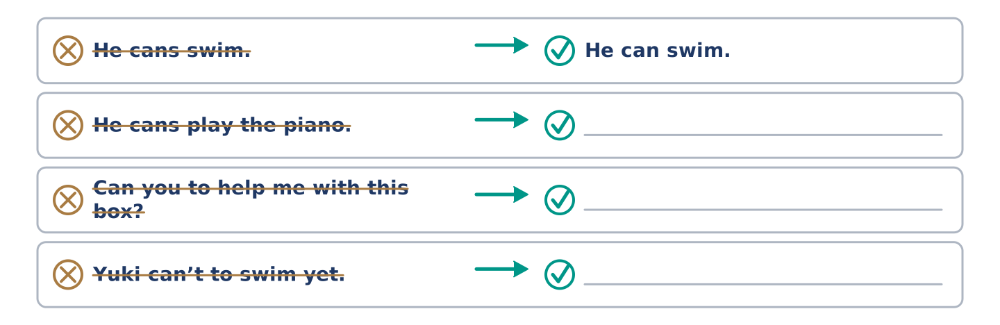 He cans swim.
He can swim.
He cans play the piano.
Can you to help me with this
box?
Yuki can’t to swim yet.